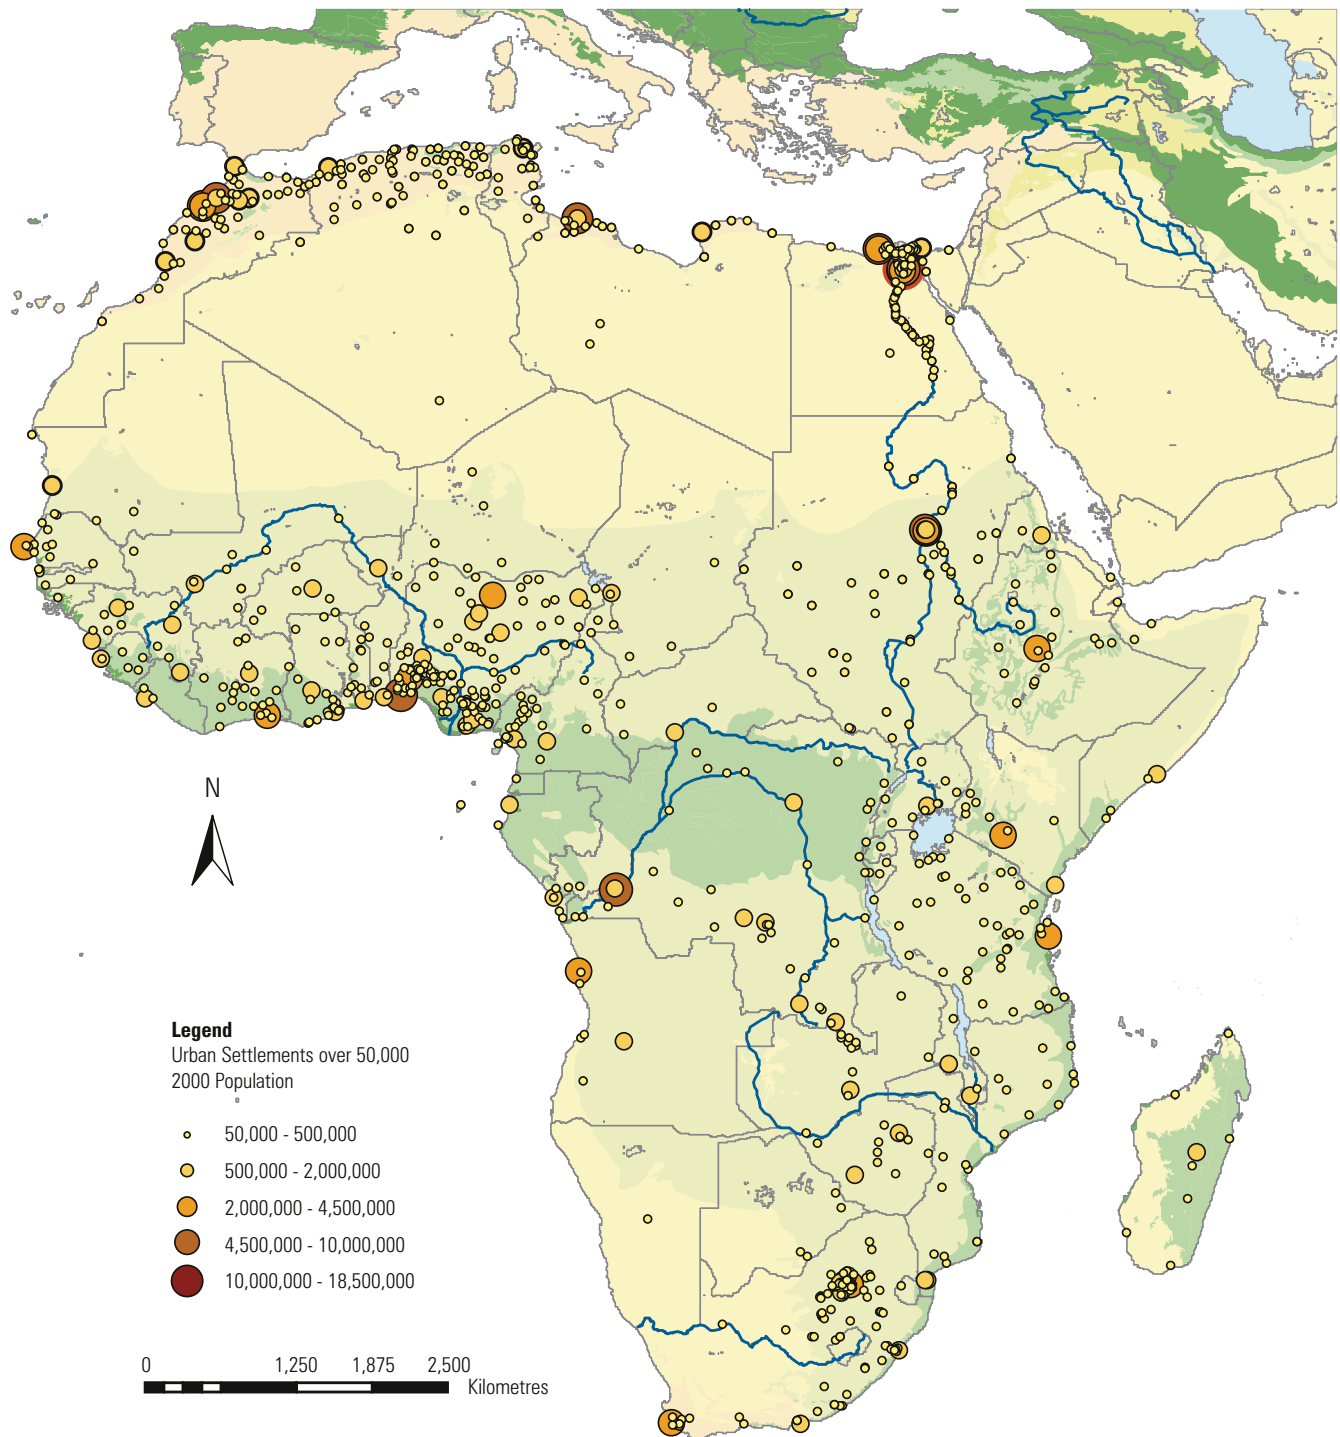 N
Legend
Urban Settlements over 50,000
2000 Population
50,000 - 500,000
500,000 - 2,000,000
2,000,000 - 4,500,000
4,500,000 - 10,000,000
10,000,000 - 18,500,000
0 1,250 1,875 2,500
Kilometres